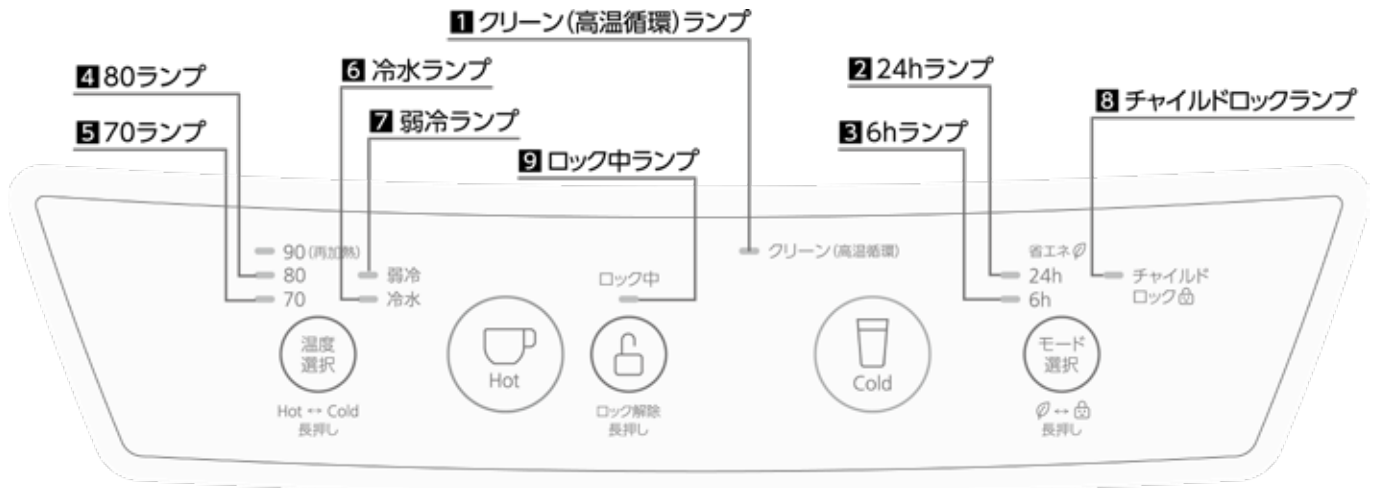 1 クリーン(高温循環)ランプ
4 80ランプ
6 冷水ランプ
2 24hランプ
8 チャイルドロックランプ
5 70ランプ
7 弱冷ランプ
3 6hランプ
9 ロック中ランプ
90(再加熱)
80
70
弱冷
冷水
ロック中
クリーン(高温循環)
省エネ
24h
6h
チャイルド
ロック
温度
選択
Hot
Cold
モード
選択
Hot ↔ Cold
長押し
ロック解除
長押し
↔
長押し